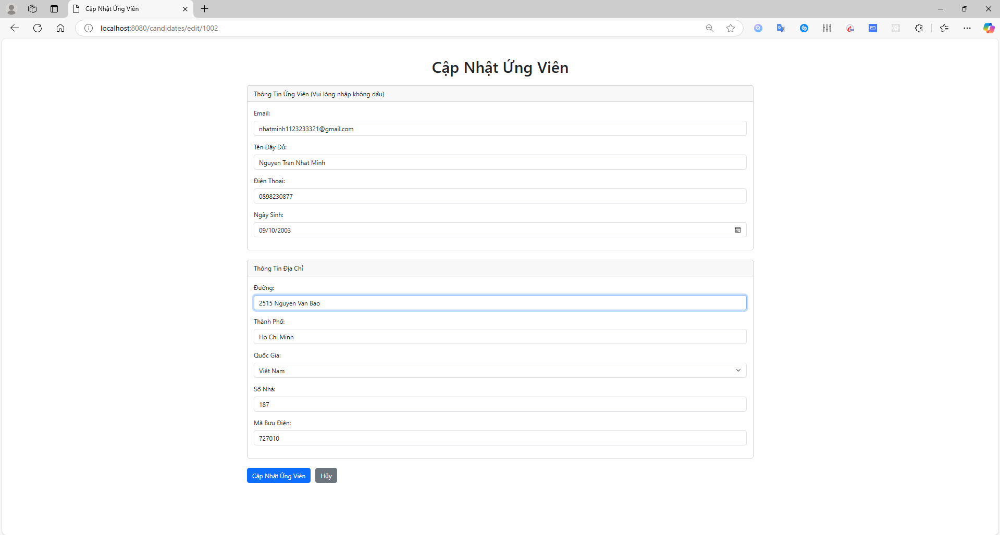 Cập Nhật Ứng Viên
localhost:8080/candidates/edit/1002
Cập Nhật Ứng Viên
Thông Tin Ứng Viên (Vui lòng nhập không dấu)
Email:
nhatminh1123233321@gmail.com
Tên Đầy Đủ:
Nguyen Tran Nhat Minh
Điện Thoại:
0898230877
Ngày Sinh:
09/10/2003
Thông Tin Địa Chỉ
Đường:
2515 Nguyen Van Bao
Thành Phố:
Ho Chi Minh
Quốc Gia:
Việt Nam
Số Nhà:
187
Mã Bưu Điện:
727010
Cập Nhật Ứng Viên
Hủy